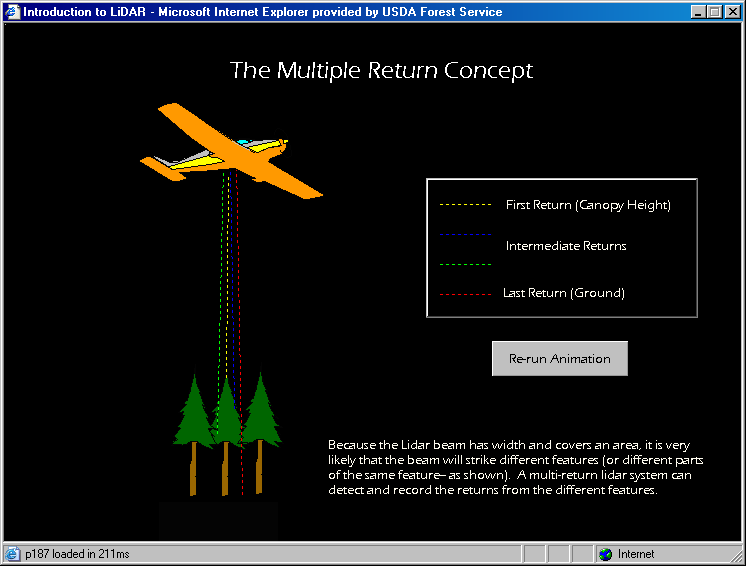 Introduction to LiDAR - Microsoft Internet Explorer provided by USDA Forest Service
The Multiple Return Concept
First Return (Canopy Height)
Intermediate Returns
Last Return (Ground)
Re-run Animation
Because the Lidar beam has width and covers an area, it is very
likely that the beam will strike different features (or different parts
of the same feature--as shown).  A multi-return lidar system can
detect and record the returns from the different features.
p187 loaded in 211ms
Internet